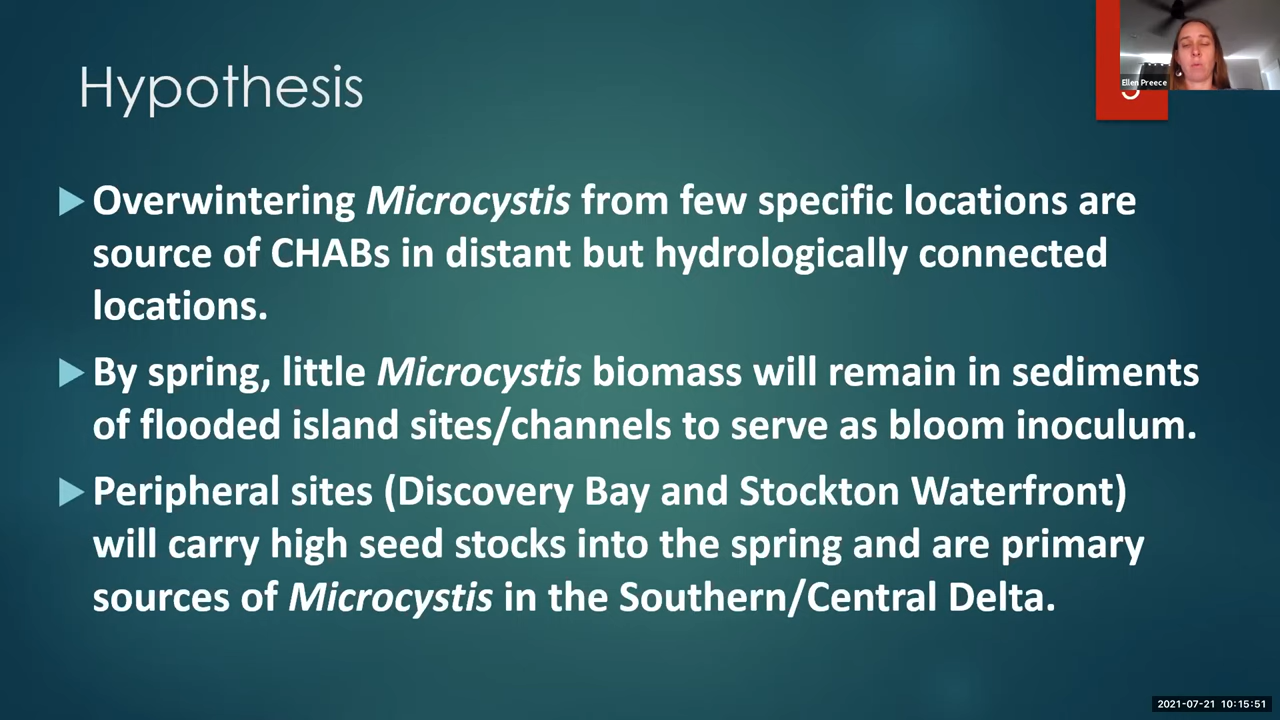 Hypothesis
Ellen Preece
Overwintering Microcystis from few specific locations are
source of CHABs in distant but hydrologically connected
locations.
By spring, little Microcystis biomass will remain in sediments
of flooded island sites/channels to serve as bloom inoculum.
Peripheral sites (Discovery Bay and Stockton Waterfront)
will carry high seed stocks into the spring and are primary
sources of Microcystis in the Southern/Central Delta.
2021-07-21 10:15:51